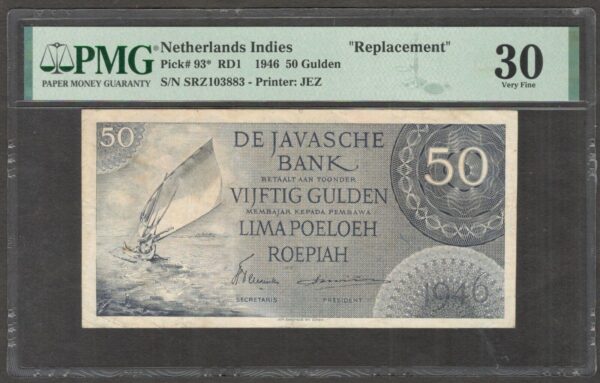 PMG
PAPER MONEY GUARANTY
Netherlands Indies "Replacement"
Pick# 93* RD1 1946 50 Gulden
S/N SRZ103883 - Printer: JEZ
30
Very Fine
50
DE JAVASCHE
BANK
BETAALT AAN TOONDER
VIJFTIG GULDEN
MEMBAJAR KEPADA PEMBAWA
LIMA POELOEH
ROEPIAH
50
SECRETARIS PRESIDENT
1946